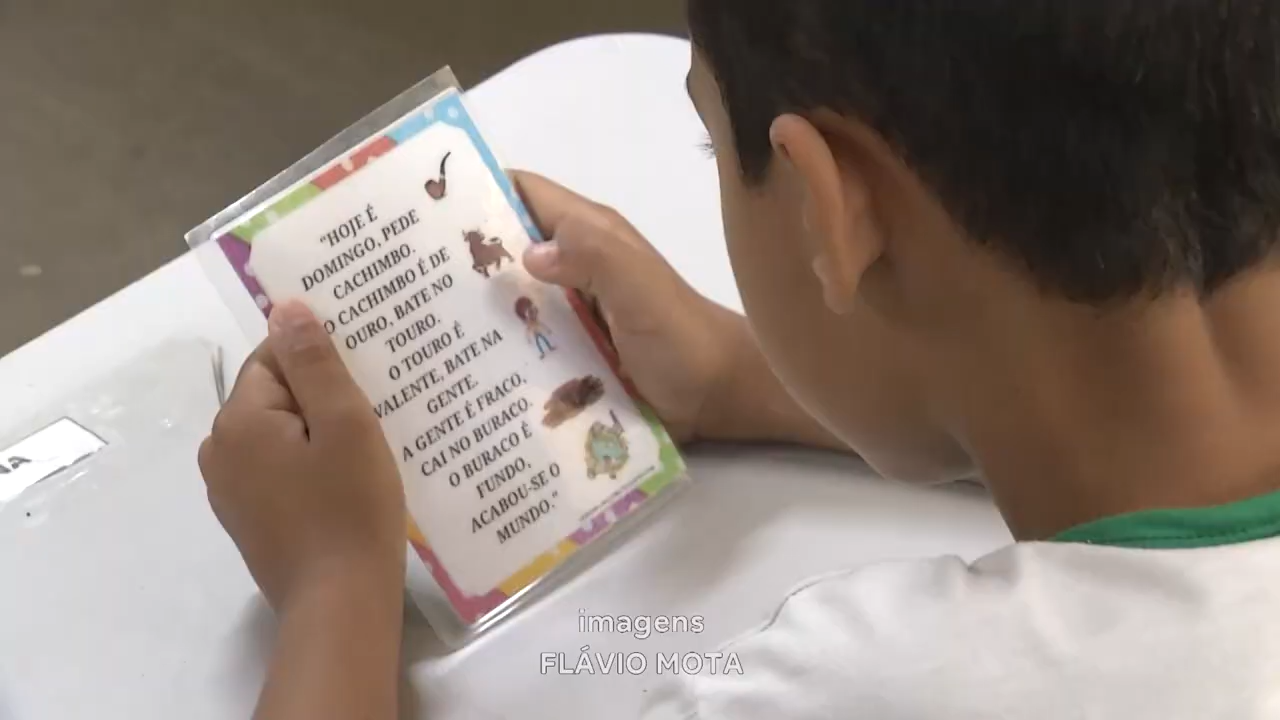 "HOJE É
DOMINGO, PEDE
CACHIMBO.
O CACHIMBO É DE
OURO, BATE NO
TOURO.
O TOURO É
VALENTE, BATE NA
GENTE.
A GENTE É FRACO,
CAI NO BURACO.
O BURACO É
FUNDO,
ACABOU-SE O
MUNDO."
imagens
FLÁVIO MOTA